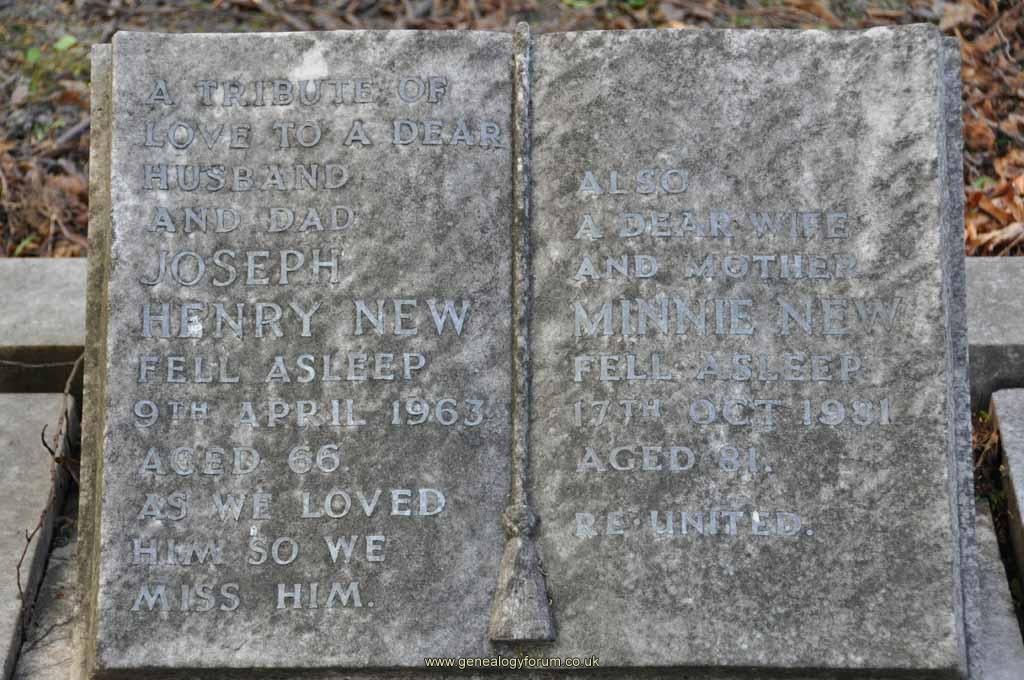 A TRIBUTE OF
LOVE TO A DEAR
HUSBAND
AND DAD
JOSEPH
HENRY NEW
FELL ASLEEP
9TH APRIL 1963
AGED 66.
AS WE LOVED
HIM SO WE
MISS HIM.
ALSO
A DEAR WIFE
AND MOTHER
MINNIE NEW
FELL ASLEEP
17TH OCT 1981
AGED 81.
RE-UNITED.
www.genealogyforum.co.uk